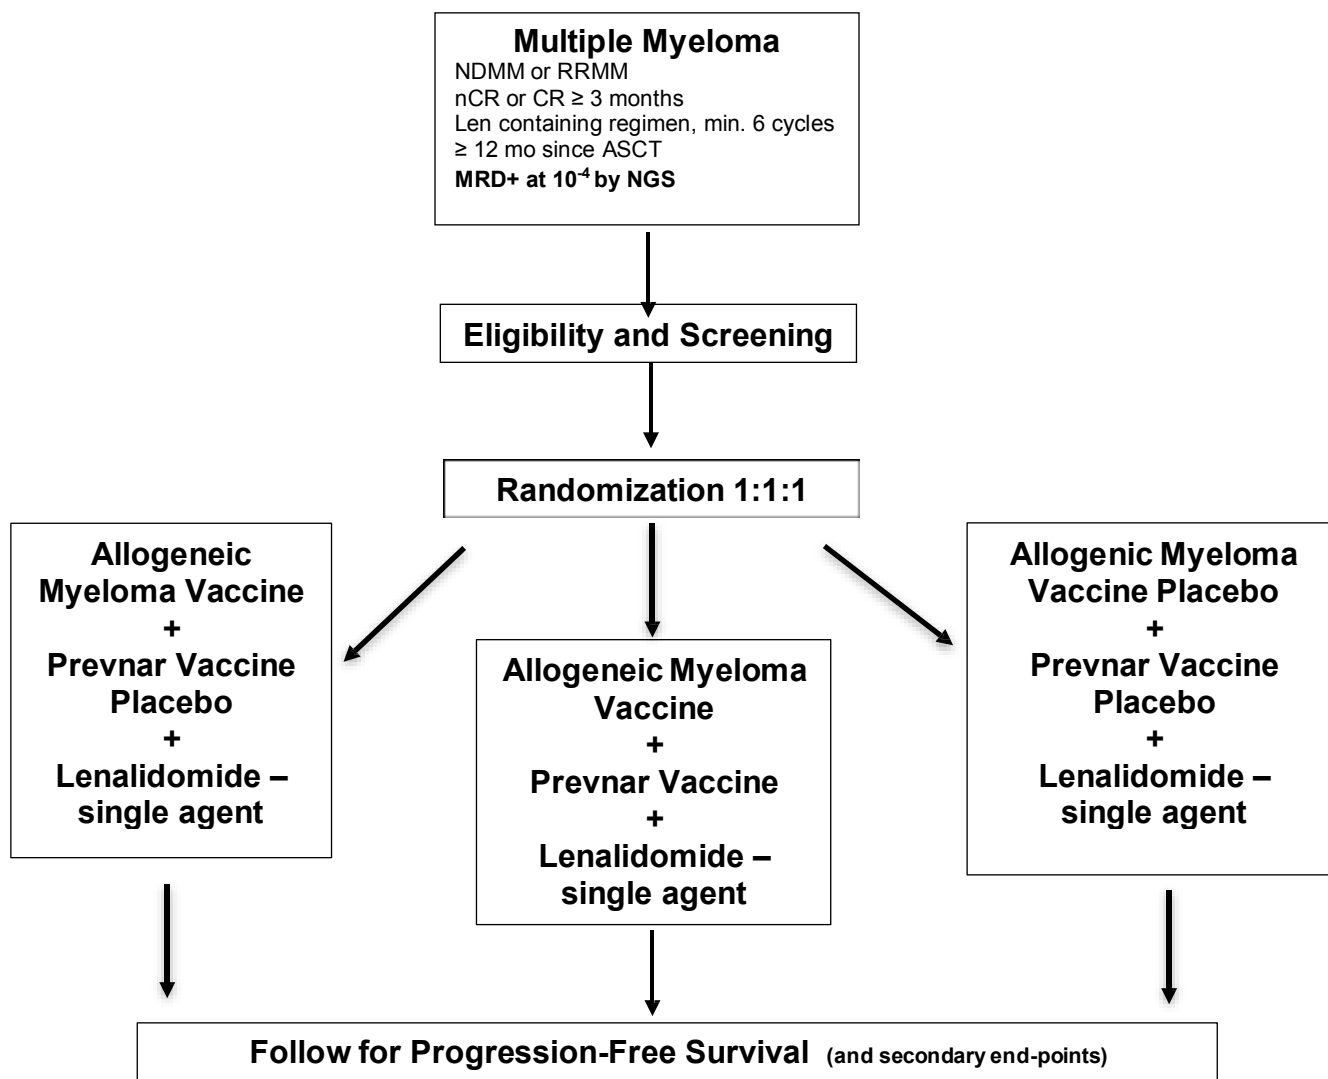 Multiple Myeloma
NDMM or RRMM
nCR or CR ≥ 3 months
Len containing regimen, min. 6 cycles
≥ 12 mo since ASCT
MRD+ at 10⁻⁴ by NGS
Eligibility and Screening
Randomization 1:1:1
Allogeneic
Myeloma Vaccine
+
Prevnar Vaccine
Placebo
+
Lenalidomide –
single agent
Allogeneic Myeloma
Vaccine
+
Prevnar Vaccine
+
Lenalidomide –
single agent
Allogenic Myeloma
Vaccine Placebo
+
Prevnar Vaccine
Placebo
+
Lenalidomide –
single agent
Follow for Progression-Free Survival (and secondary end-points)